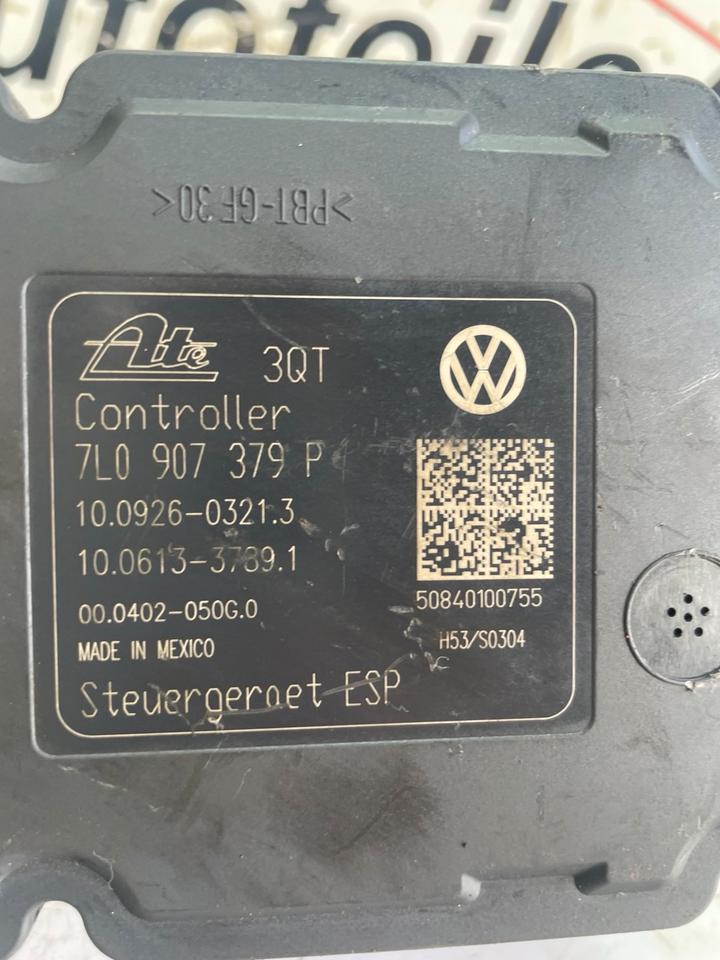 utoteile
>PBT-GF30<
Ate 3QT
Controller
7L0 907 379 P
10.0926-0321.3
10.0613-3789.1
50840100755
00.0402-050G.0
H53/S0304
MADE IN MEXICO
Steuergeraet ESP